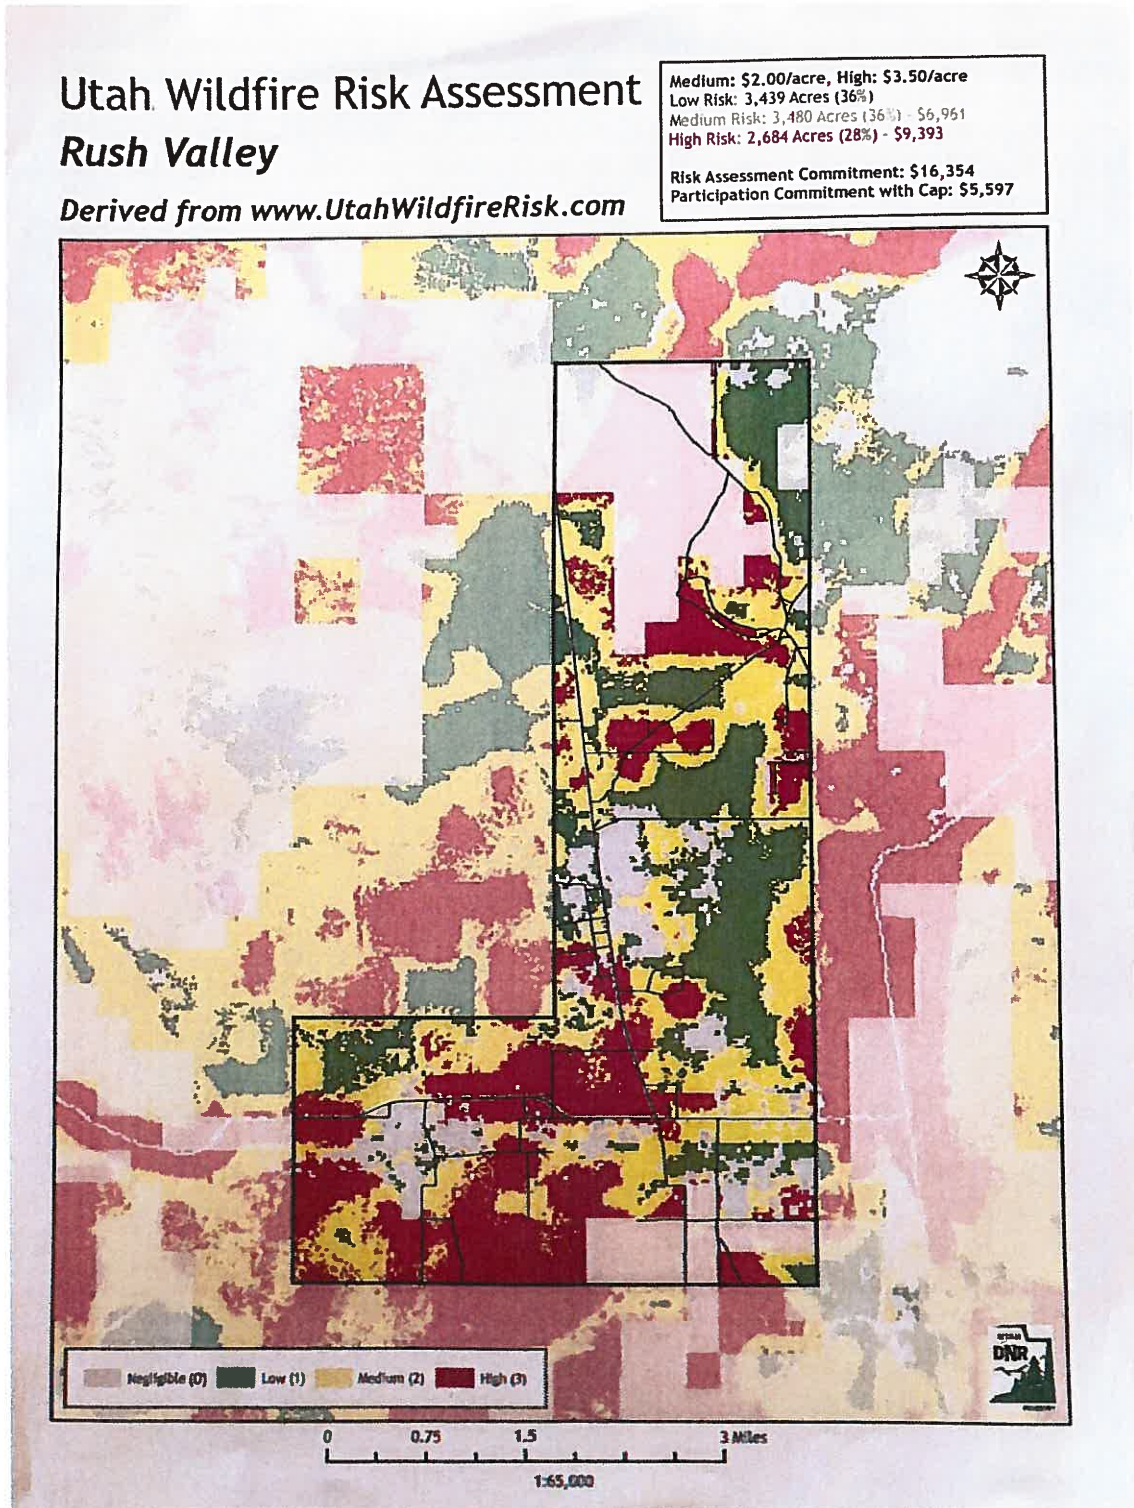 Utah Wildfire Risk Assessment
Rush Valley
Derived from www.UtahWildfireRisk.com
Medium: $2.00/acre, High: $3.50/acre
Low Risk: 3,439 Acres (36%)
Medium Risk: 3,480 Acres (36%) - $6,961
High Risk: 2,684 Acres (28%) - $9,393
Risk Assessment Commitment: $16,354
Participation Commitment with Cap: $5,597
Negligible (0) Low (1) Medium (2) High (3)
UTAH
DNR
0 0.75 1.5 3 Miles
1:65,000